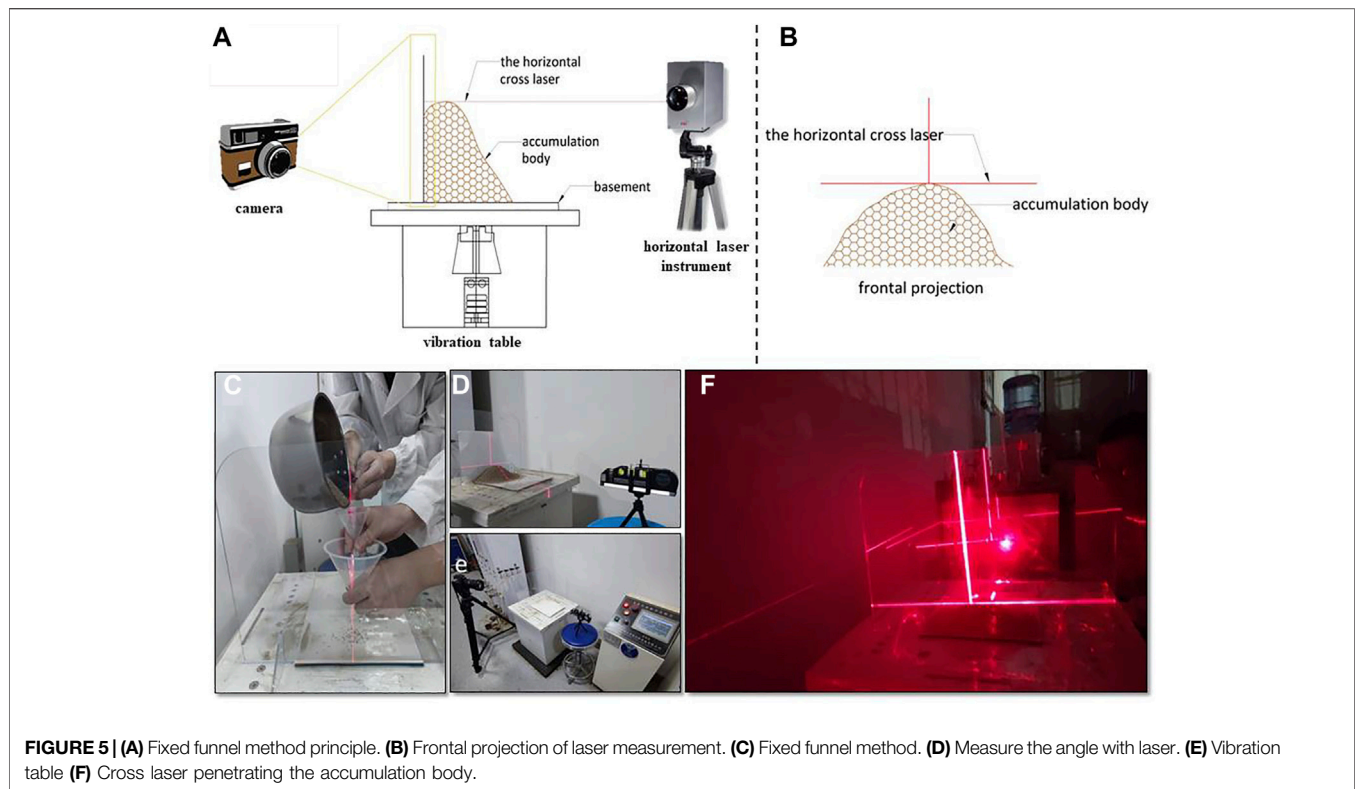 A
the horizontal
cross laser
accumulation
body
basement
camera
horizontal laser
instrument
vibration table
B
the horizontal cross laser
accumulation body
frontal projection
C
D
e
F
FIGURE 5 | (A) Fixed funnel method principle. (B) Frontal projection of laser measurement. (C) Fixed funnel method. (D) Measure the angle with laser. (E) Vibration
table (F) Cross laser penetrating the accumulation body.